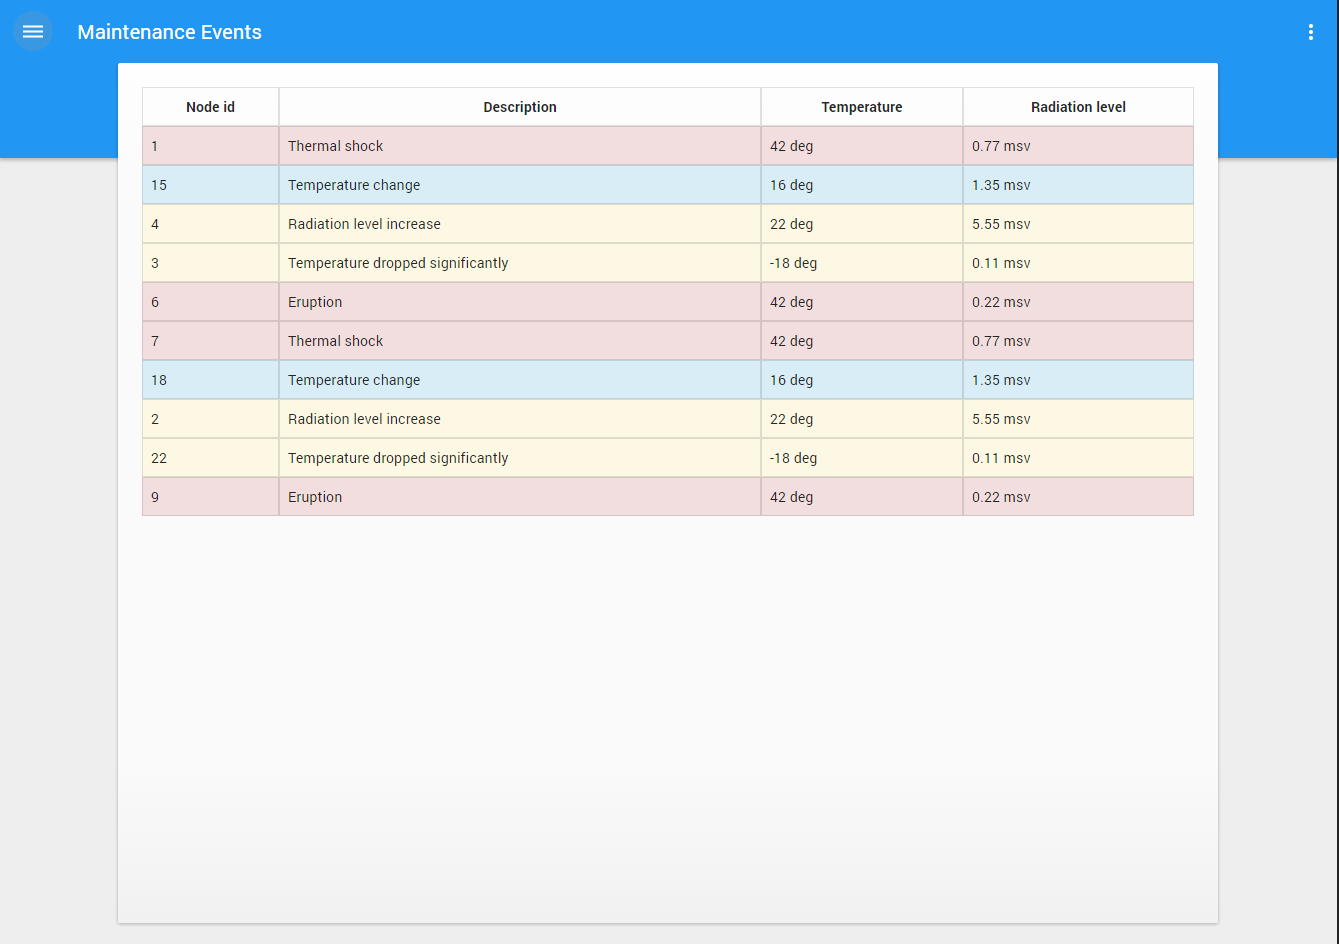 Maintenance Events
Node id Description Temperature Radiation level
1 Thermal shock 42 deg 0.77 msv
15 Temperature change 16 deg 1.35 msv
4 Radiation level increase 22 deg 5.55 msv
3 Temperature dropped significantly -18 deg 0.11 msv
6 Eruption 42 deg 0.22 msv
7 Thermal shock 42 deg 0.77 msv
18 Temperature change 16 deg 1.35 msv
2 Radiation level increase 22 deg 5.55 msv
22 Temperature dropped significantly -18 deg 0.11 msv
9 Eruption 42 deg 0.22 msv